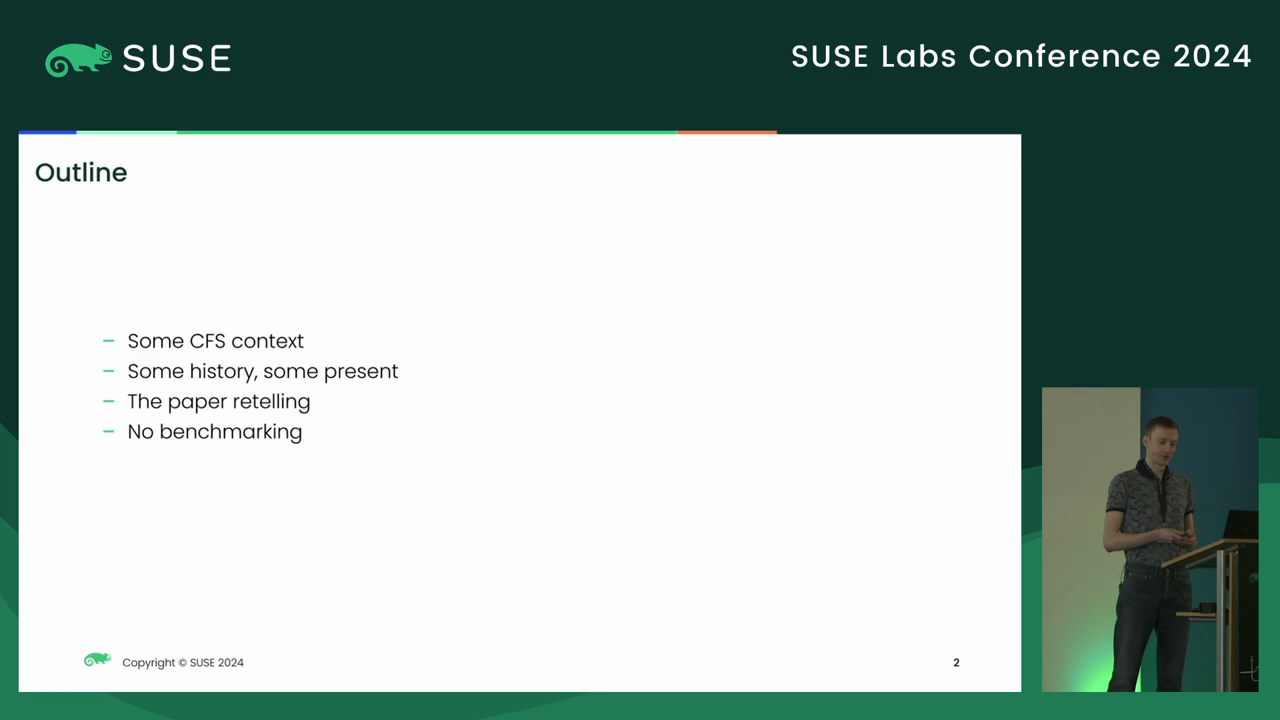 SUSE
SUSE Labs Conference 2024
Outline
– Some CFS context
– Some history, some present
– The paper retelling
– No benchmarking
Copyright © SUSE 2024
2